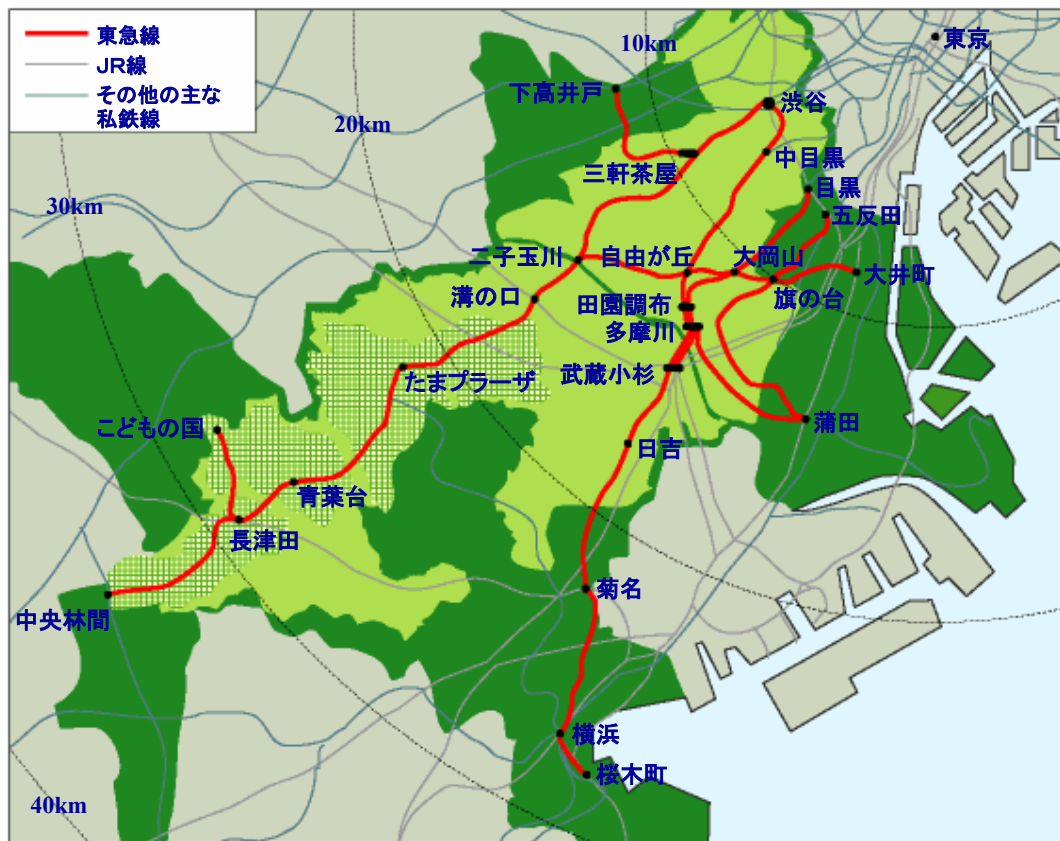 東急線
JR線
その他の主な
私鉄線
10km
東京
下高井戸
渋谷
20km
中目黒
三軒茶屋
目黒
30km
五反田
二子玉川
自由が丘
大岡山
大井町
溝の口
田園調布
旗の台
多摩川
武蔵小杉
たまプラーザ
蒲田
こどもの国
日吉
青葉台
長津田
菊名
中央林間
横浜
桜木町
40km